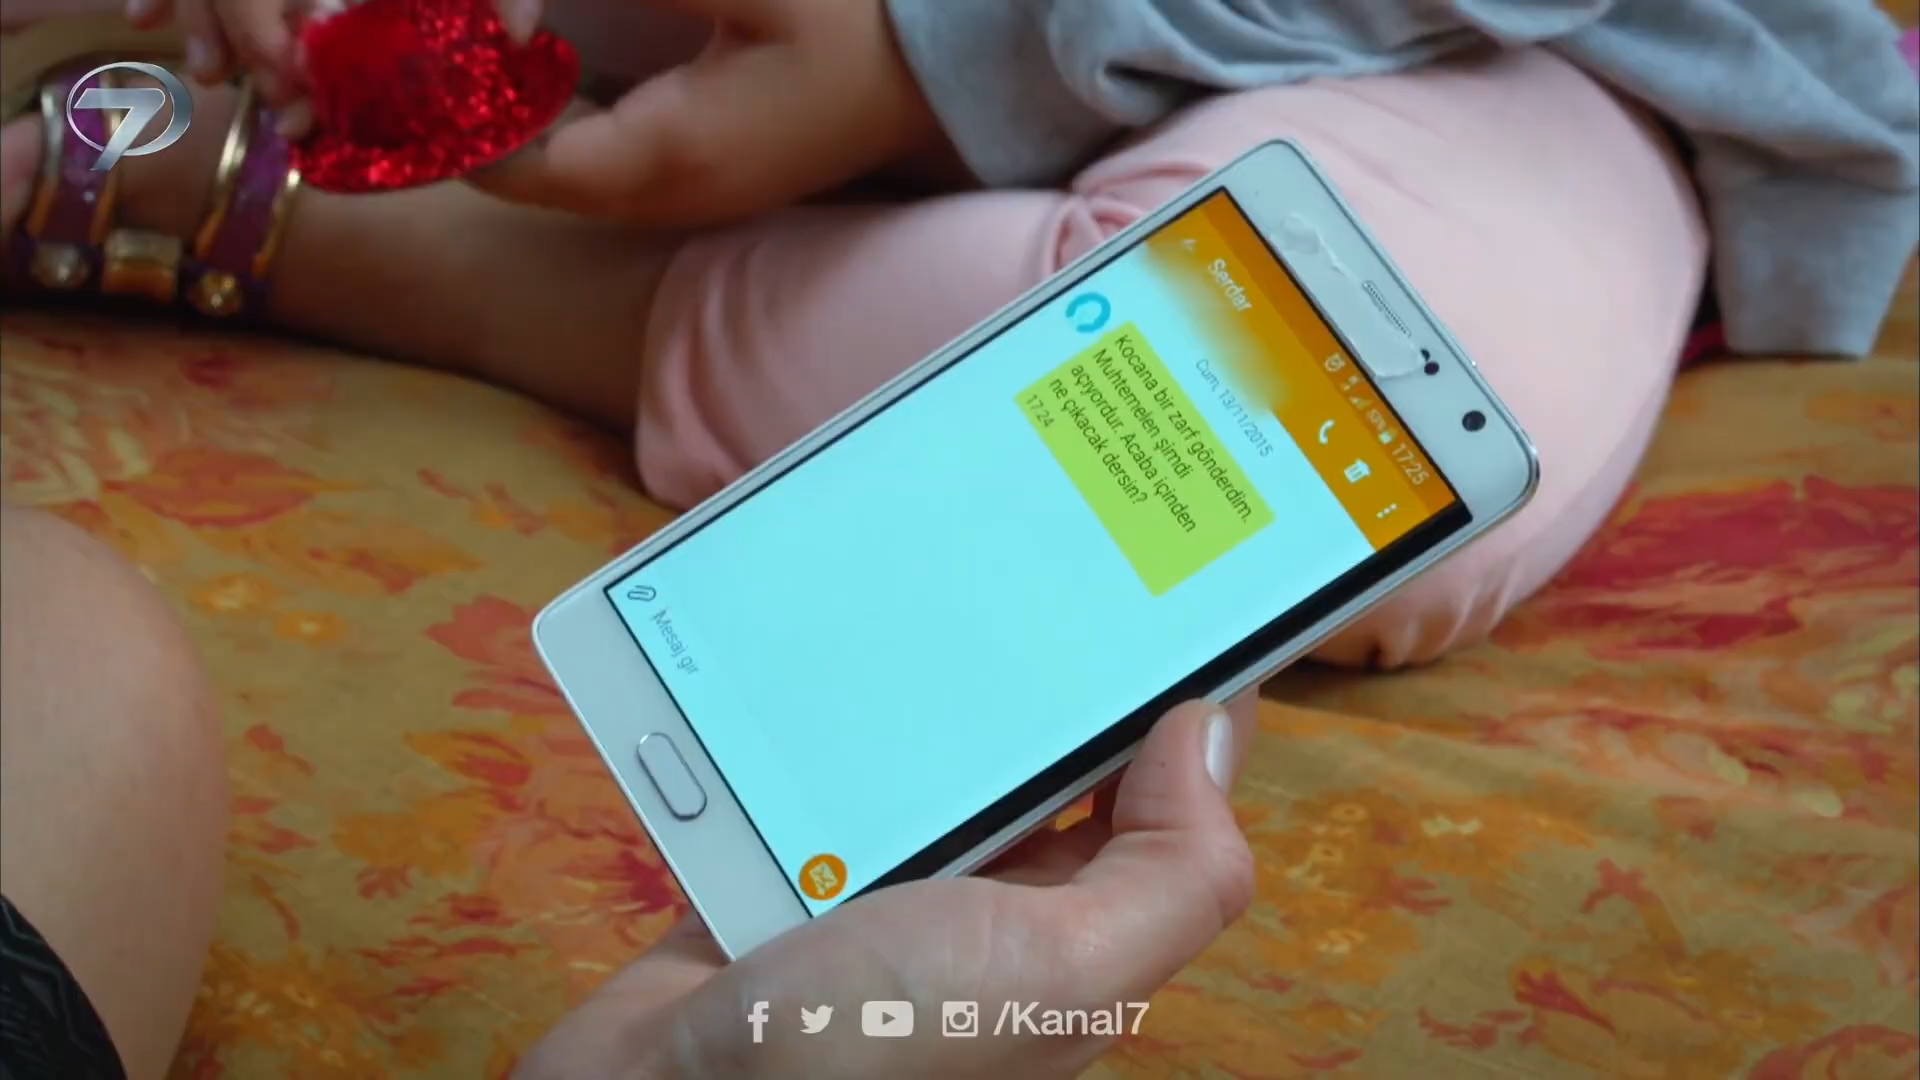 7
17:25
Serdar
Cum, 13/11/2015
Kocana bir zarf gönderdim.
Muhtemelen şimdi
açıyordur. Acaba içinden
ne çıkacak dersin?
17:24
Mesaj gir
/Kanal7